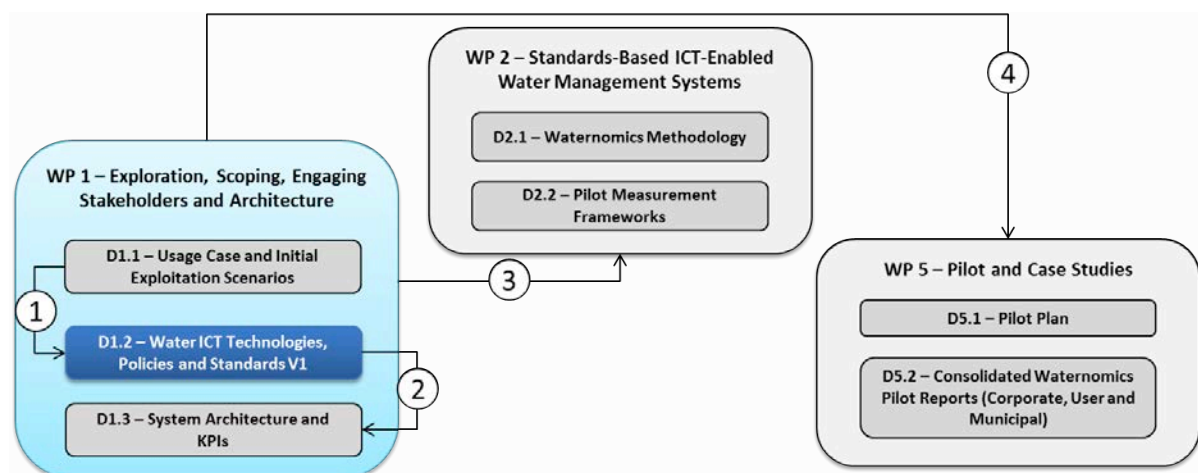 WP 1 – Exploration, Scoping, Engaging
Stakeholders and Architecture
D1.1 – Usage Case and Initial
Exploitation Scenarios
1
D1.2 – Water ICT Technologies,
Policies and Standards V1
2
D1.3 – System Architecture and
KPIs
3
WP 2 – Standards-Based ICT-Enabled
Water Management Systems
D2.1 – Waternomics Methodology
D2.2 – Pilot Measurement
Frameworks
4
WP 5 – Pilot and Case Studies
D5.1 – Pilot Plan
D5.2 – Consolidated Waternomics
Pilot Reports (Corporate, User and
Municipal)